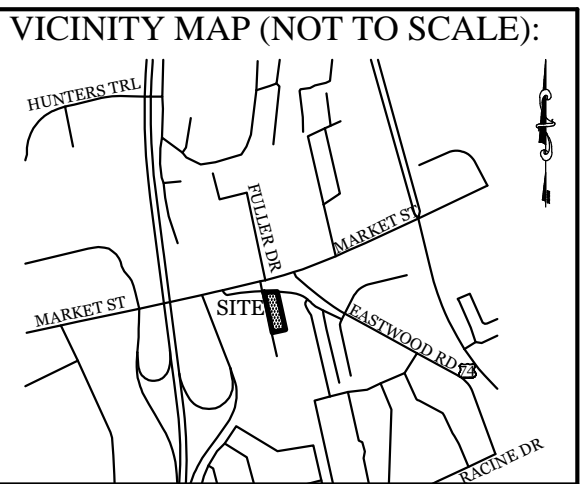 VICINITY MAP (NOT TO SCALE):
HUNTERS TRL
FULLER DR
MARKET ST
MARKET ST
SITE
EASTWOOD RD
74
RACINE DR